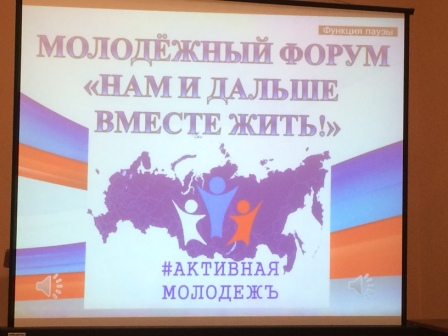 Функция паузы
МОЛОДЁЖНЫЙ ФОРУМ
«НАМ И ДАЛЬШЕ
ВМЕСТЕ ЖИТЬ!»
#АКТИВНАЯ
МОЛОДЕЖЪ